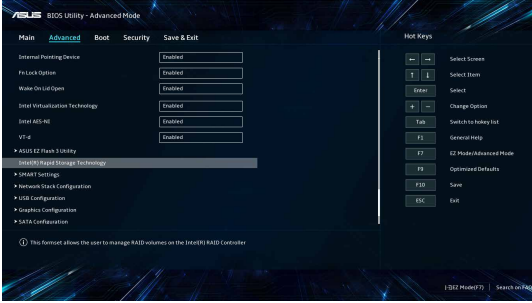 ASUS BIOS Utility - Advanced Mode
Main Advanced Boot Security Save & Exit
Internal Pointing Device Enabled
Fn Lock Option Enabled
Wake On Lid Open Enabled
Intel Virtualization Technology Enabled
Intel AES-NI Enabled
VT-d Enabled
▸ ASUS EZ Flash 3 Utility
Intel(R) Rapid Storage Technology
▸ SMART Settings
▸ Network Stack Configuration
▸ USB Configuration
▸ Graphics Configuration
▸ SATA Configuration
This formset allows the user to manage RAID volumes on the Intel(R) RAID Controller
Hot Keys
← → Select Screen
↑ ↓ Select Item
Enter Select
+ − Change Option
Tab Switch to hokey list
F1 General Help
F7 EZ Mode/Advanced Mode
F9 Optimized Defaults
F10 Save
ESC Exit
EZ Mode(F7) | Search on FAQ